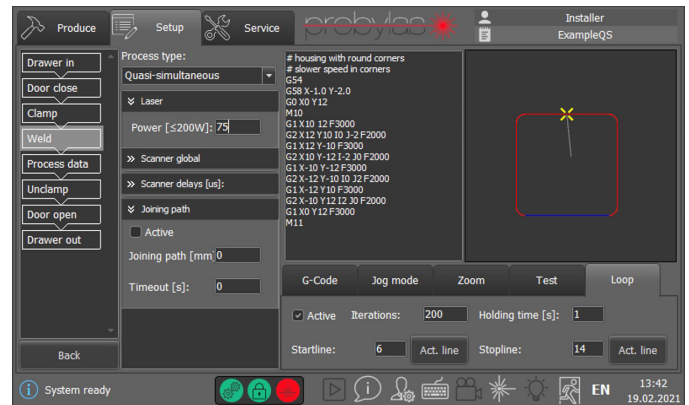 Produce
Setup
Service
probylas
Installer
ExampleQS
Drawer in
Door close
Clamp
Weld
Process data
Unclamp
Door open
Drawer out
Back
Process type:
Quasi-simultaneous
Laser
Power [≤200W]: 75
Scanner global
Scanner delays [us]:
Joining path
Active
Joining path [mm] 0
Timeout [s]: 0
# housing with round corners
# slower speed in corners
G54
G58 X-1.0 Y-2.0
G0 X0 Y12
M10
G1 X10 12 F3000
G2 X12 Y10 I0 J-2 F2000
G1 X12 Y-10 F3000
G2 X10 Y-12 I-2 J0 F2000
G1 X-10 Y-12 F3000
G2 X-12 Y-10 I0 J2 F2000
G1 X-12 Y10 F3000
G2 X-10 Y12 I2 J0 F2000
G1 X0 Y12 F3000
M11
G-Code
Jog mode
Zoom
Test
Loop
Active Iterations: 200 Holding time [s]: 1
Startline: 6 Act. line Stopline: 14 Act. line
System ready
EN
13:42
19.02.2021